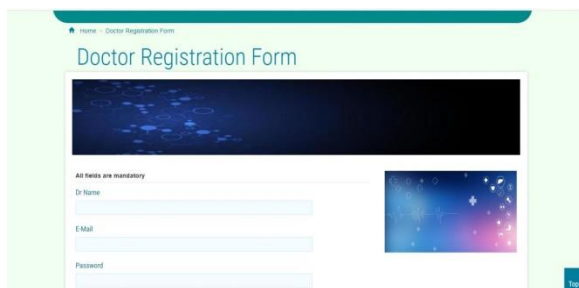 Home - Doctor Registration Form
Doctor Registration Form
All fields are mandatory
Dr Name
E-Mail
Password
Top